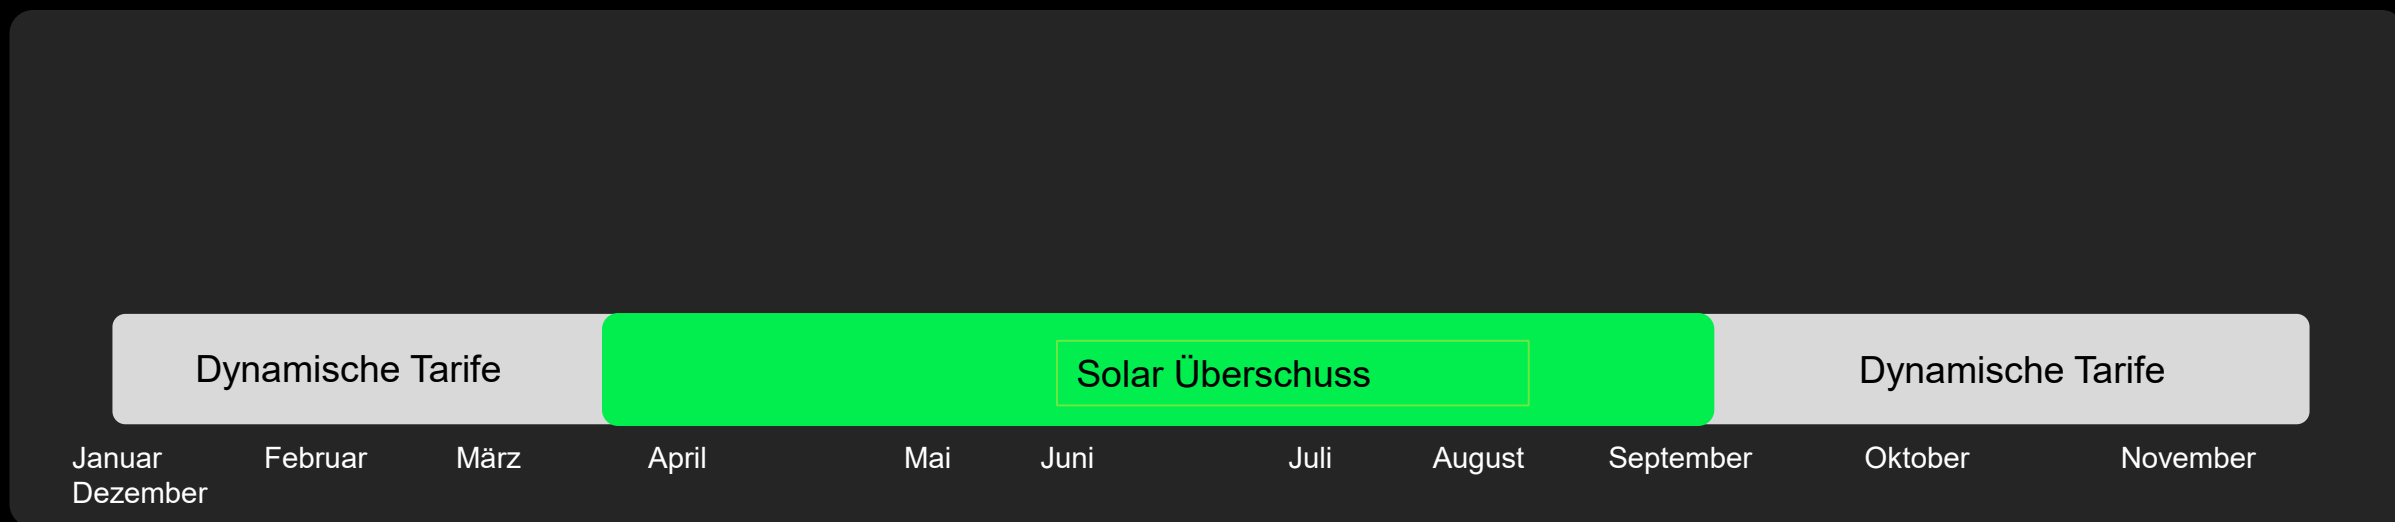 Dynamische Tarife
Solar Überschuss
Dynamische Tarife
Januar Februar März April Mai Juni Juli August September Oktober November
Dezember